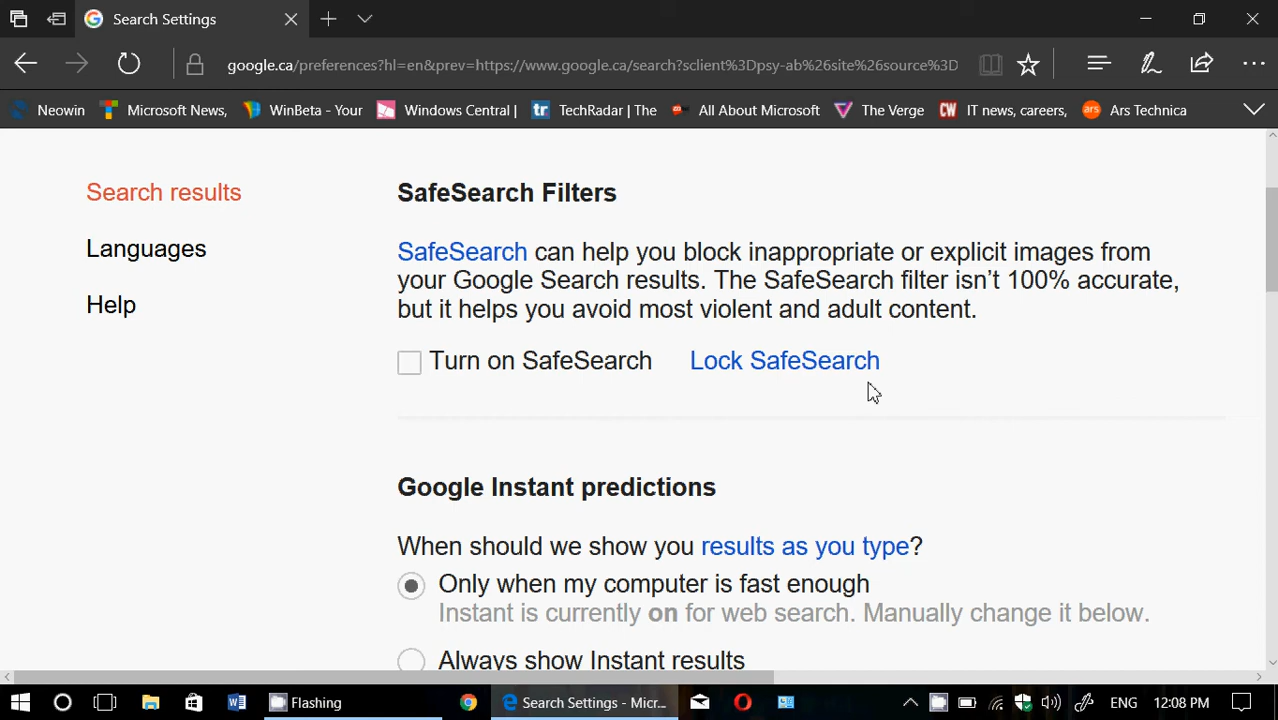 Search Settings
google.ca/preferences?hl=en&prev=https://www.google.ca/search?sclient%3Dpsy-ab%26site%26source%3D
Neowin
Microsoft News,
WinBeta - Your
Windows Central |
tr
TechRadar | The
All About Microsoft
The Verge
CW
IT news, careers,
ars
Ars Technica
Search results
Languages
Help
SafeSearch Filters
SafeSearch can help you block inappropriate or explicit images from
your Google Search results. The SafeSearch filter isn't 100% accurate,
but it helps you avoid most violent and adult content.
Turn on SafeSearch
Lock SafeSearch
Google Instant predictions
When should we show you results as you type?
Only when my computer is fast enough
Instant is currently on for web search. Manually change it below.
Always show Instant results
Flashing
Search Settings - Micr...
ENG
12:08 PM